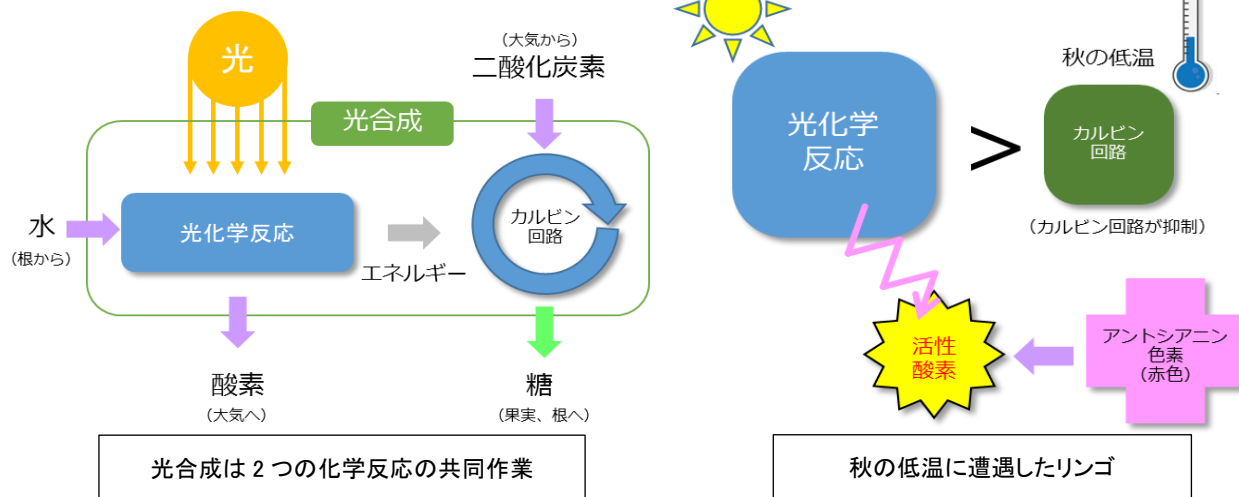 光
光合成
(大気から)
二酸化炭素
水
(根から)
光化学反応
エネルギー
カルビン
回路
酸素
(大気へ)
糖
(果実、根へ)
光合成は2つの化学反応の共同作業
秋の低温
光化学
反応
>
カルビン
回路
(カルビン回路が抑制)
活性
酸素
アントシアニン
色素
(赤色)
秋の低温に遭遇したリンゴ